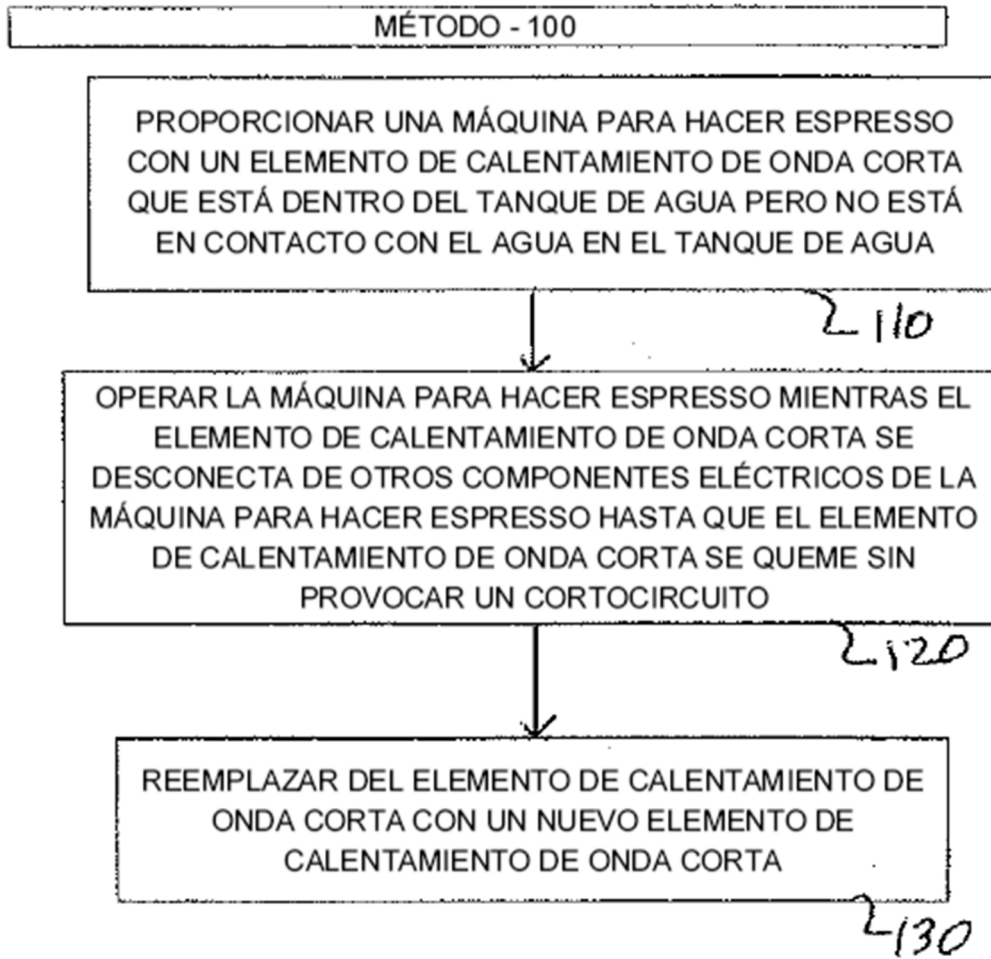 MÉTODO - 100
PROPORCIONAR UNA MÁQUINA PARA HACER ESPRESSO
CON UN ELEMENTO DE CALENTAMIENTO DE ONDA CORTA
QUE ESTÁ DENTRO DEL TANQUE DE AGUA PERO NO ESTÁ
EN CONTACTO CON EL AGUA EN EL TANQUE DE AGUA
110
OPERAR LA MÁQUINA PARA HACER ESPRESSO MIENTRAS EL
ELEMENTO DE CALENTAMIENTO DE ONDA CORTA SE
DESCONECTA DE OTROS COMPONENTES ELÉCTRICOS DE LA
MÁQUINA PARA HACER ESPRESSO HASTA QUE EL ELEMENTO
DE CALENTAMIENTO DE ONDA CORTA SE QUEME SIN
PROVOCAR UN CORTOCIRCUITO
120
REEMPLAZAR DEL ELEMENTO DE CALENTAMIENTO DE
ONDA CORTA CON UN NUEVO ELEMENTO DE
CALENTAMIENTO DE ONDA CORTA
130